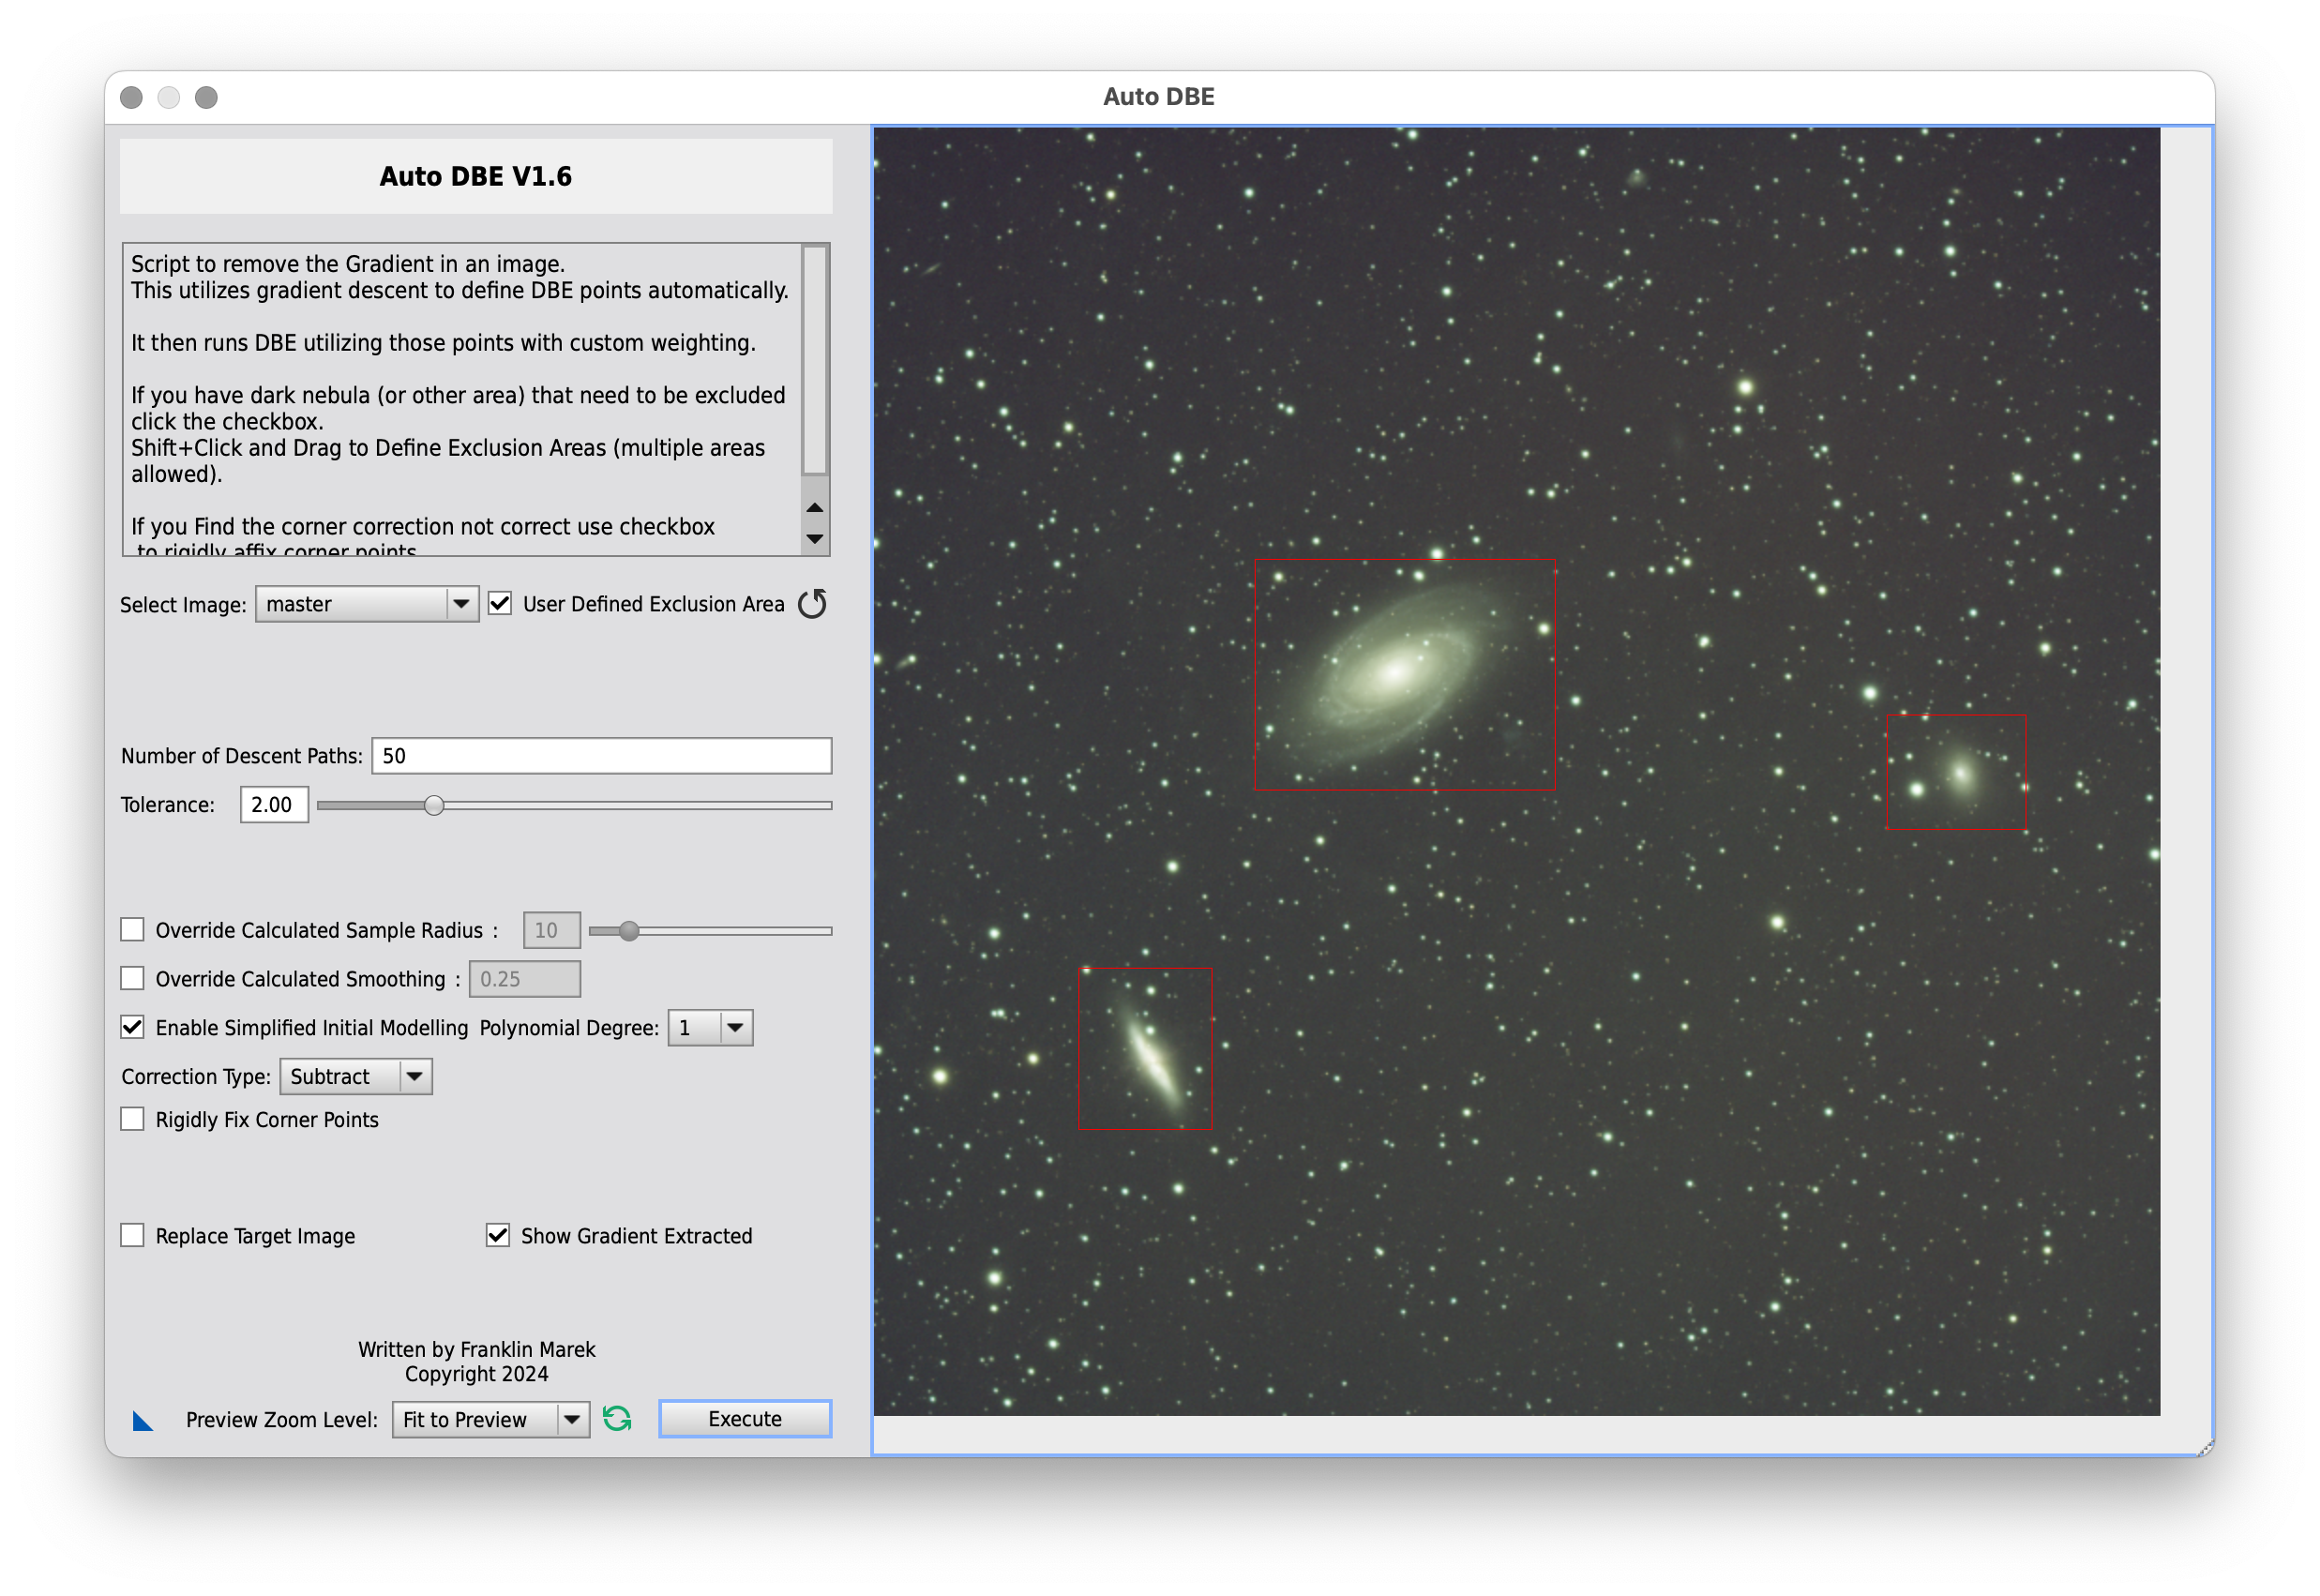 Auto DBE
Auto DBE V1.6
Script to remove the Gradient in an image.
This utilizes gradient descent to define DBE points automatically.
It then runs DBE utilizing those points with custom weighting.
If you have dark nebula (or other area) that need to be excluded
click the checkbox.
Shift+Click and Drag to Define Exclusion Areas (multiple areas
allowed).
If you Find the corner correction not correct use checkbox
to rigidly affix corner points
Select Image: master User Defined Exclusion Area
Number of Descent Paths: 50
Tolerance: 2.00
Override Calculated Sample Radius : 10
Override Calculated Smoothing : 0.25
Enable Simplified Initial Modelling Polynomial Degree: 1
Correction Type: Subtract
Rigidly Fix Corner Points
Replace Target Image Show Gradient Extracted
Written by Franklin Marek
Copyright 2024
Preview Zoom Level: Fit to Preview Execute